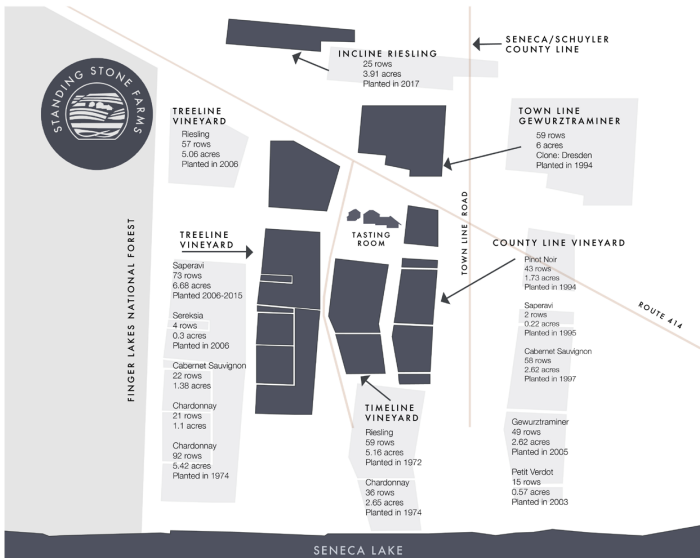 STANDING STONE FARMS
INCLINE RIESLING
25 rows
3.91 acres
Planted in 2017
SENECA/SCHUYLER
COUNTY LINE
TREELINE
VINEYARD
Riesling
57 rows
5.06 acres
Planted in 2006
TOWN LINE
GEWURZTRAMINER
59 rows
6 acres
Clone: Dresden
Planted in 1994
FINGER LAKES NATIONAL FOREST
TREELINE
VINEYARD
Saperavi
73 rows
6.68 acres
Planted 2006-2015
Sereksia
4 rows
0.3 acres
Planted in 2006
Cabernet Sauvignon
22 rows
1.38 acres
Chardonnay
21 rows
1.1 acres
Chardonnay
92 rows
5.42 acres
Planted in 1974
TASTING
ROOM
TOWN LINE ROAD
COUNTY LINE VINEYARD
Pinot Noir
43 rows
1.73 acres
Planted in 1994
Saperavi
2 rows
0.22 acres
Planted in 1995
Cabernet Sauvignon
58 rows
2.62 acres
Planted in 1997
Gewurztraminer
49 rows
2.62 acres
Planted in 2005
Petit Verdot
15 rows
0.57 acres
Planted in 2003
ROUTE 414
TIMELINE
VINEYARD
Riesling
59 rows
5.16 acres
Planted in 1972
Chardonnay
36 rows
2.65 acres
Planted in 1974
SENECA LAKE